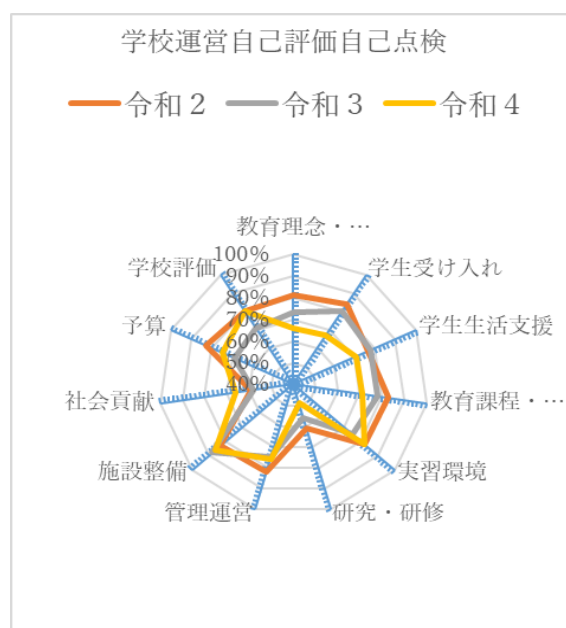 学校運営自己評価自己点検
令和２
令和３
令和４
教育理念・…
学生受け入れ
学生生活支援
教育課程・…
実習環境
研究・研修
管理運営
施設整備
社会貢献
予算
学校評価
100%
90%
80%
70%
60%
50%
40%